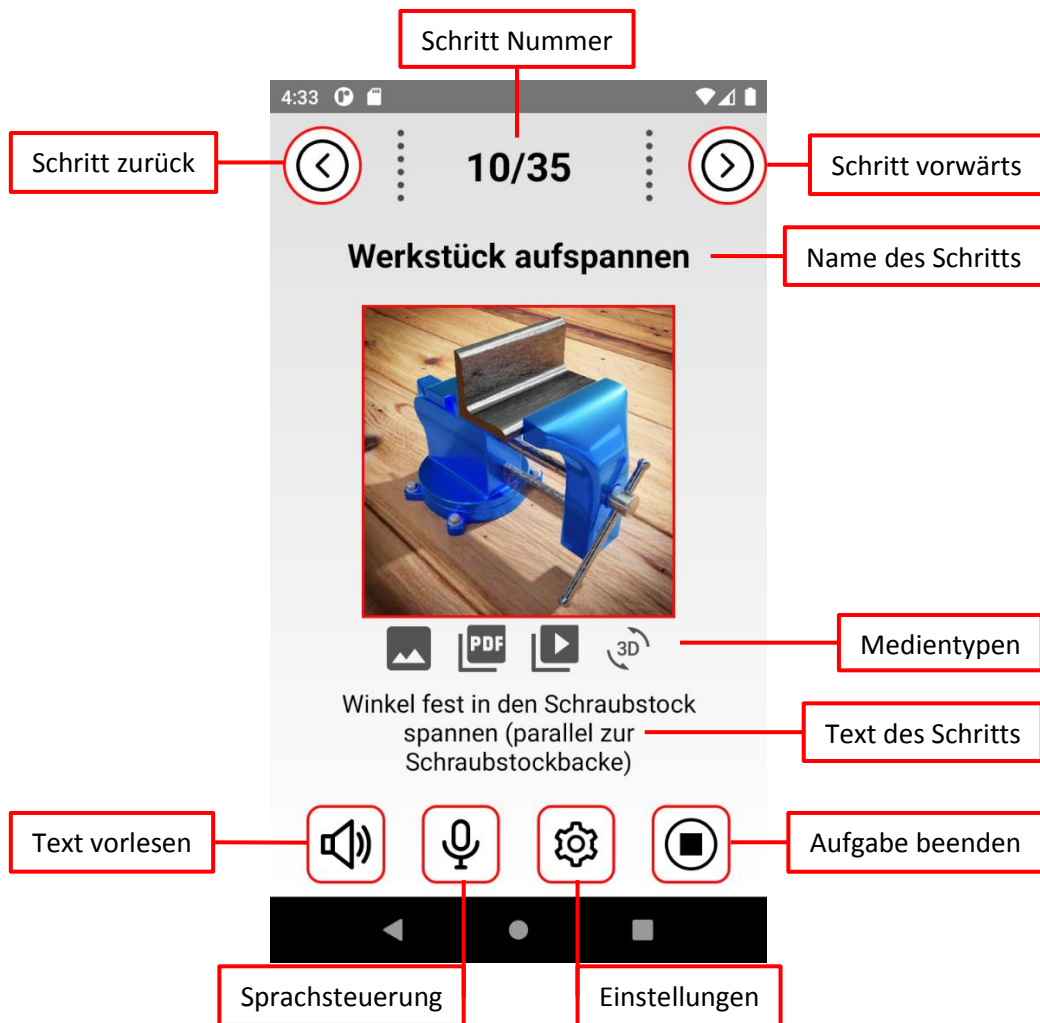 Schritt Nummer
4:33
Schritt zurück
10/35
Schritt vorwärts
Werkstück aufspannen
Name des Schritts
PDF
3D
Medientypen
Winkel fest in den Schraubstock
spannen (parallel zur
Schraubstockbacke)
Text des Schritts
Text vorlesen
Aufgabe beenden
Sprachsteuerung
Einstellungen